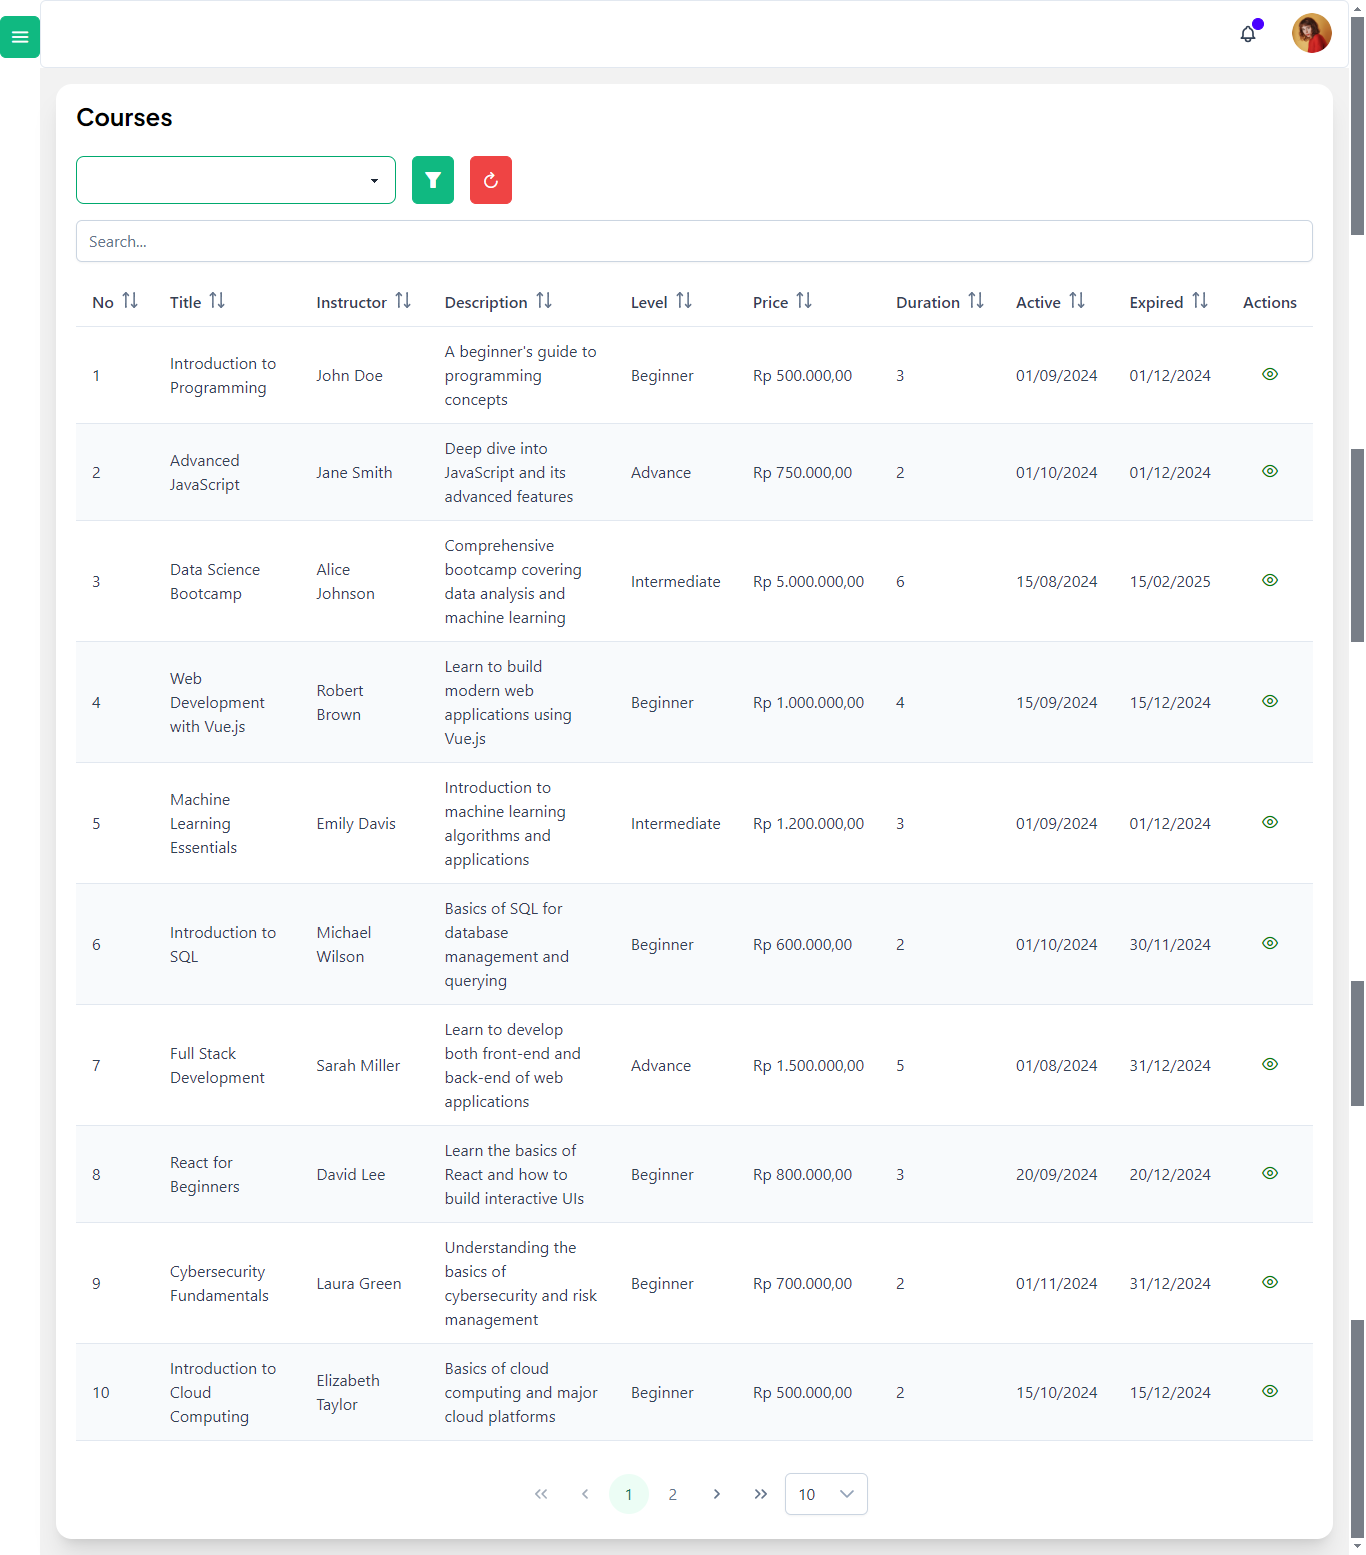 Courses
Search...
No Title Instructor Description Level Price Duration Active Expired Actions
1 Introduction to Programming John Doe A beginner's guide to programming concepts Beginner Rp 500.000,00 3 01/09/2024 01/12/2024
2 Advanced JavaScript Jane Smith Deep dive into JavaScript and its advanced features Advance Rp 750.000,00 2 01/10/2024 01/12/2024
3 Data Science Bootcamp Alice Johnson Comprehensive bootcamp covering data analysis and machine learning Intermediate Rp 5.000.000,00 6 15/08/2024 15/02/2025
4 Web Development with Vue.js Robert Brown Learn to build modern web applications using Vue.js Beginner Rp 1.000.000,00 4 15/09/2024 15/12/2024
5 Machine Learning Essentials Emily Davis Introduction to machine learning algorithms and applications Intermediate Rp 1.200.000,00 3 01/09/2024 01/12/2024
6 Introduction to SQL Michael Wilson Basics of SQL for database management and querying Beginner Rp 600.000,00 2 01/10/2024 30/11/2024
7 Full Stack Development Sarah Miller Learn to develop both front-end and back-end of web applications Advance Rp 1.500.000,00 5 01/08/2024 31/12/2024
8 React for Beginners David Lee Learn the basics of React and how to build interactive UIs Beginner Rp 800.000,00 3 20/09/2024 20/12/2024
9 Cybersecurity Fundamentals Laura Green Understanding the basics of cybersecurity and risk management Beginner Rp 700.000,00 2 01/11/2024 31/12/2024
10 Introduction to Cloud Computing Elizabeth Taylor Basics of cloud computing and major cloud platforms Beginner Rp 500.000,00 2 15/10/2024 15/12/2024
1 2 10